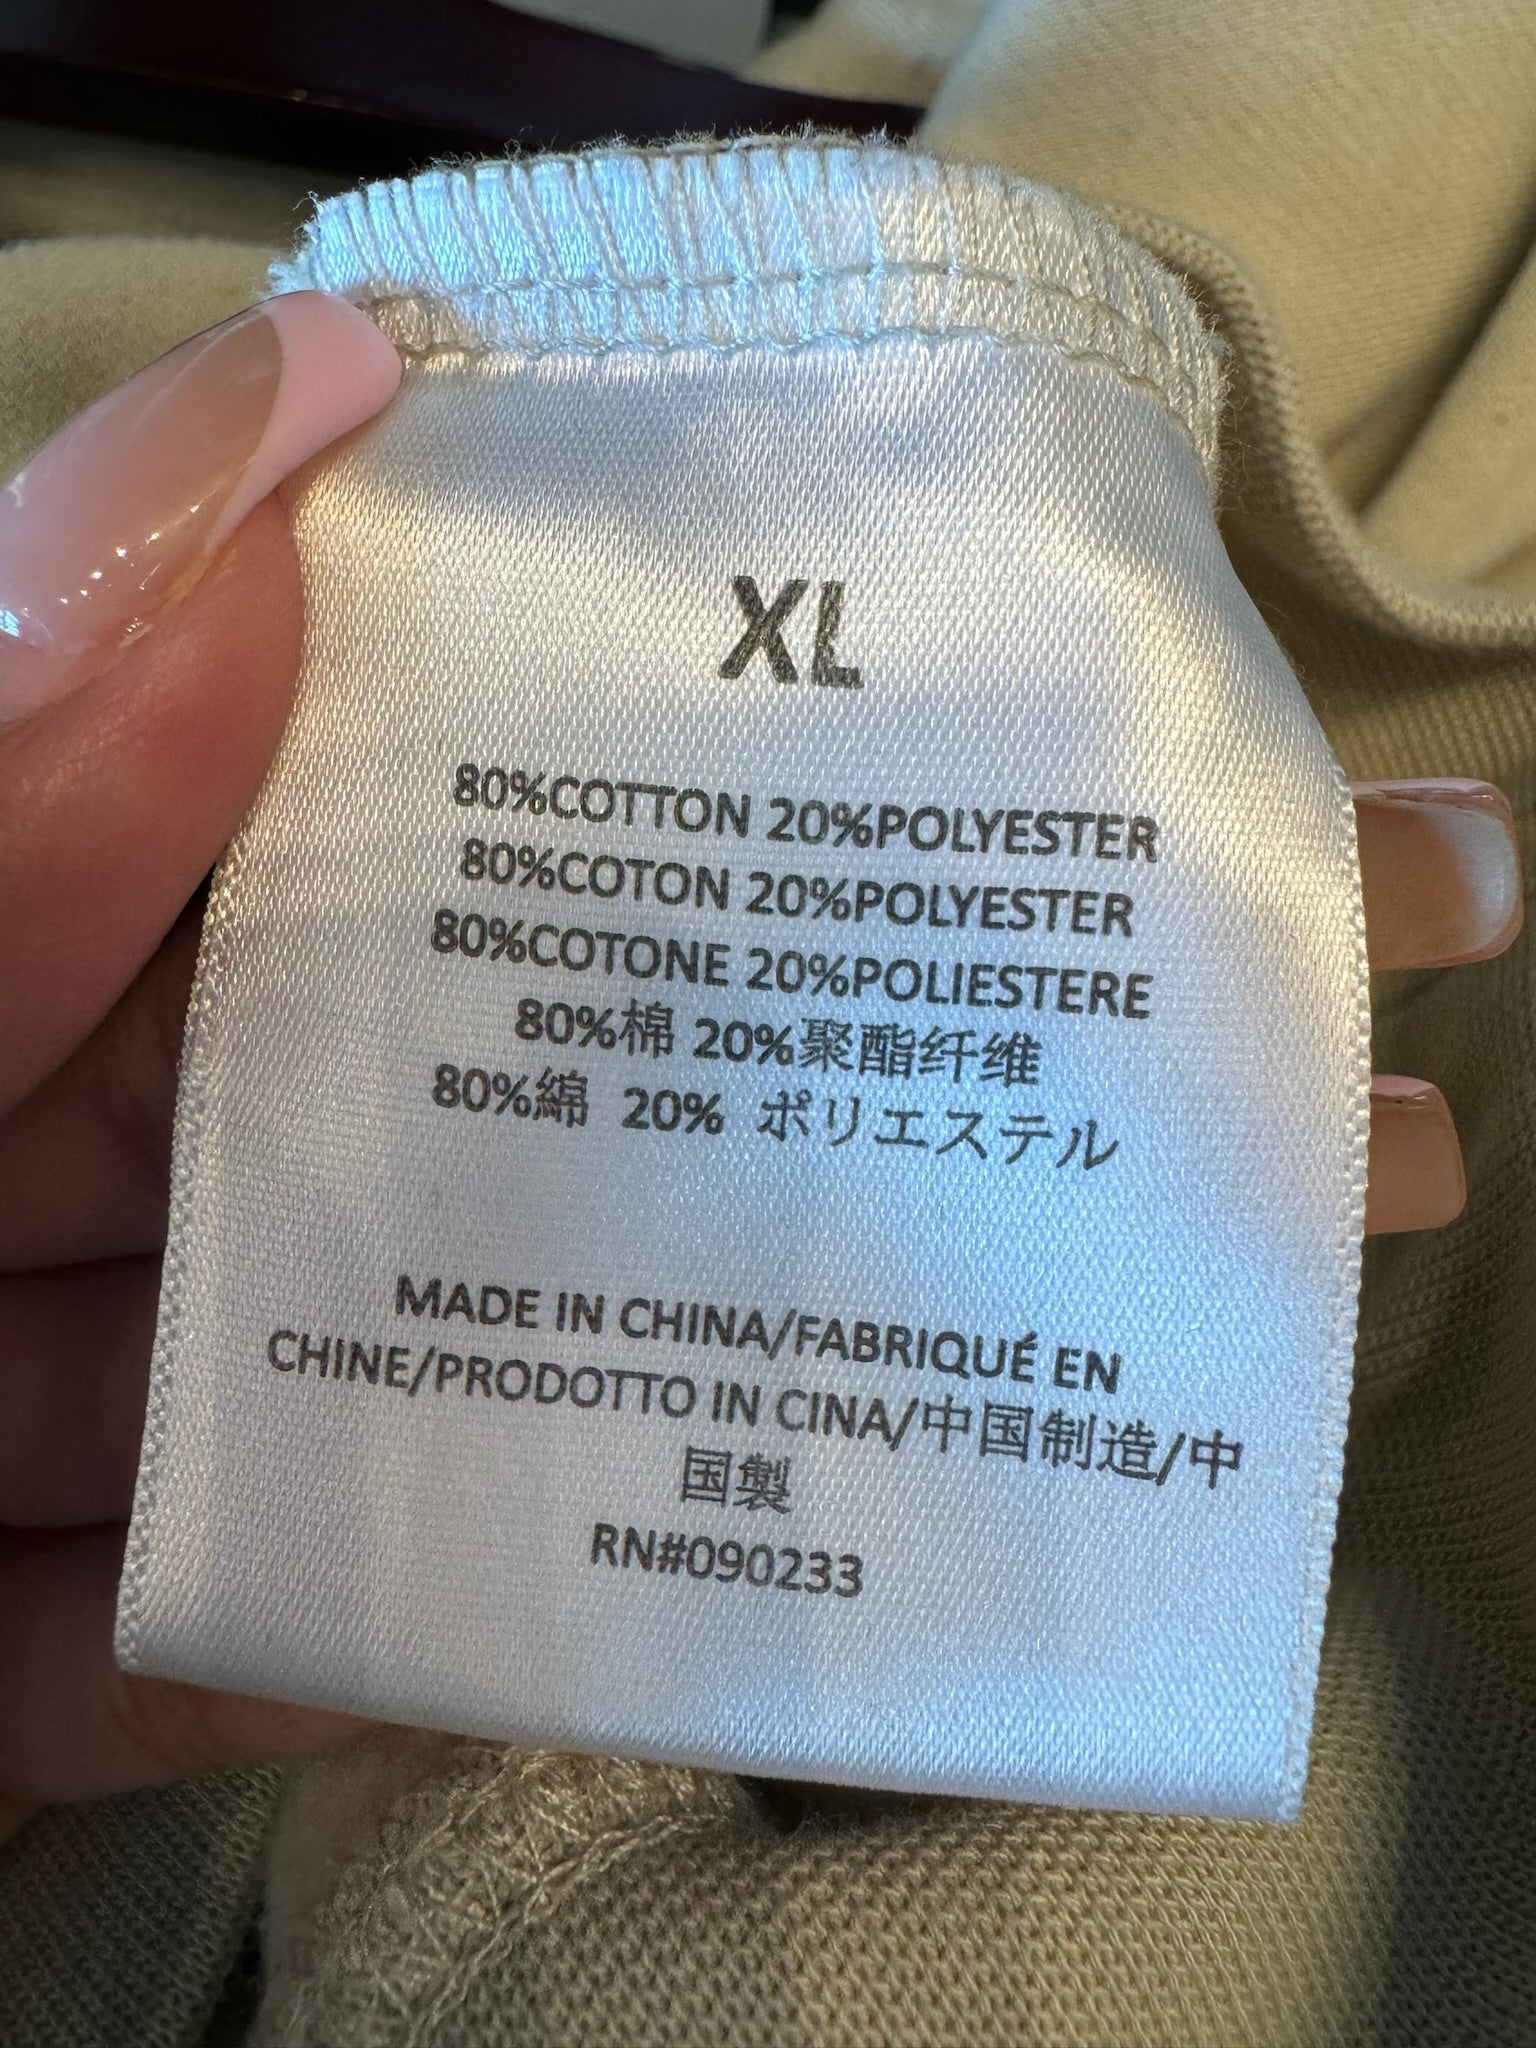 XL
80%COTTON 20%POLYESTER
80%COTON 20%POLYESTER
80%COTONE 20%POLIESTERE
80%棉 20%聚酯纤维
80%綿 20% ポリエステル
MADE IN CHINA/FABRIQUÉ EN
CHINE/PRODOTTO IN CINA/中国制造/中
国製
RN#090233